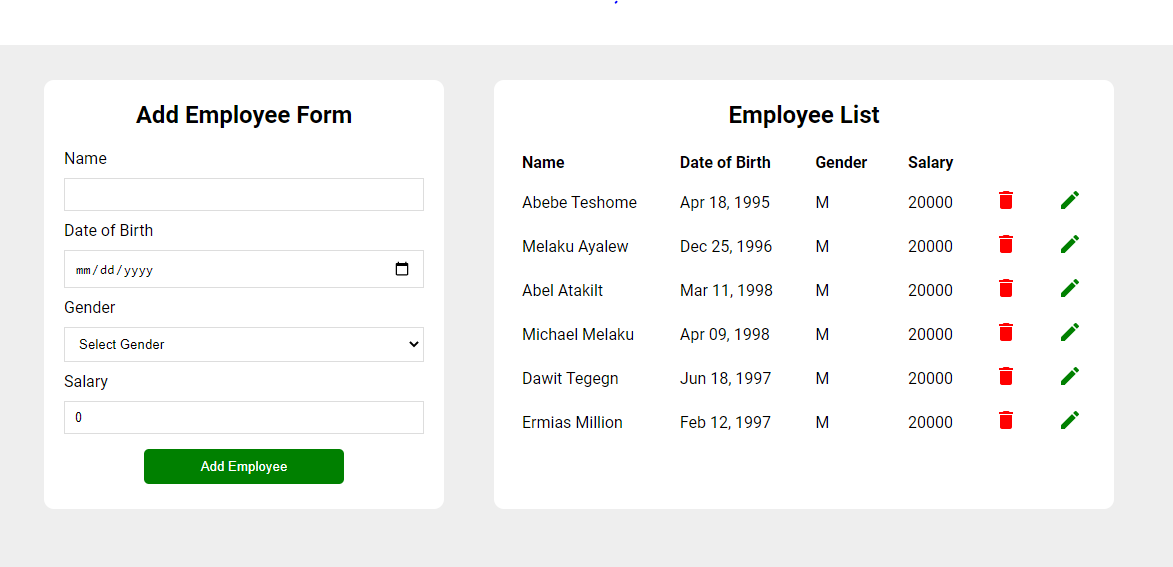 Add Employee Form
Name
Date of Birth
mm/dd/yyyy
Gender
Select Gender
Salary
0
Add Employee
Employee List
Name Date of Birth Gender Salary
Abebe Teshome Apr 18, 1995 M 20000
Melaku Ayalew Dec 25, 1996 M 20000
Abel Atakilt Mar 11, 1998 M 20000
Michael Melaku Apr 09, 1998 M 20000
Dawit Tegegn Jun 18, 1997 M 20000
Ermias Million Feb 12, 1997 M 20000